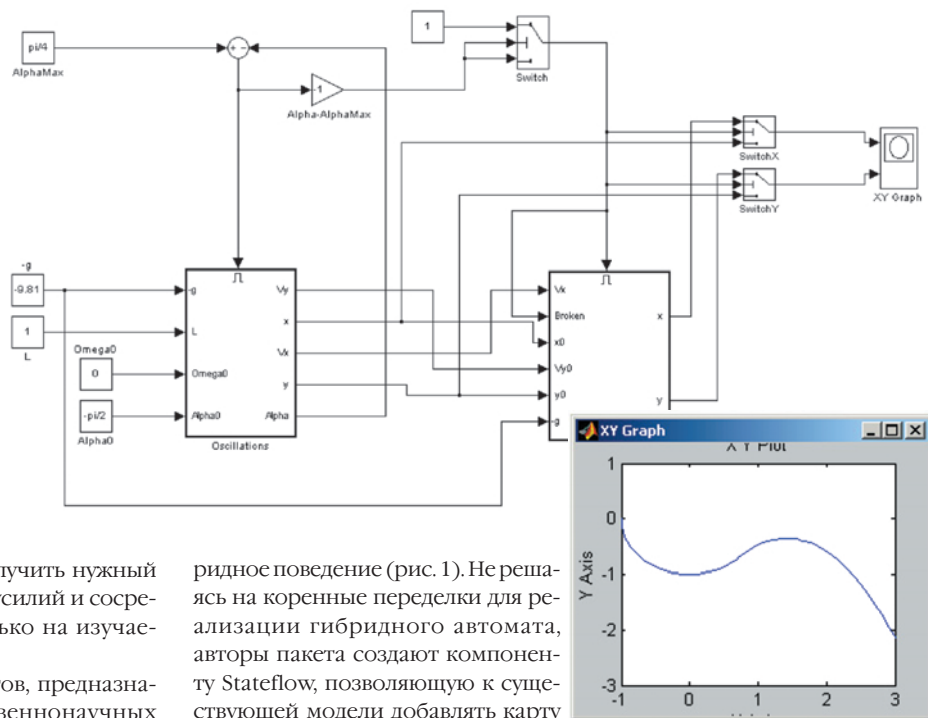 1
pi/4
AlphaMax
+ -
Switch
-1
Alpha-AlphaMax
SwitchX
SwitchY
XY Graph
-g
-9.81
1
L
Omega0
0
-pi/2
Alpha0
-g
L
Omega0
Alpha0
Vy
x
Vx
y
Alpha
Oscillations
Vx
Broken
x0
Vy0
y0
-g
x
y
XY Graph
X Y Plot
Y Axis
1
0
-1
-2
-3
-1
0
1
2
3
лучить нужный
усилий и сосре-
лько на изучае-
тов, предназна-
твеннонаучных
ридное поведение (рис. 1). Не реша-
ясь на коренные переделки для ре-
ализации гибридного автомата,
авторы пакета создают компонен-
ту Stateflow, позволяющую к суще-
ствующей модели добавлять карту